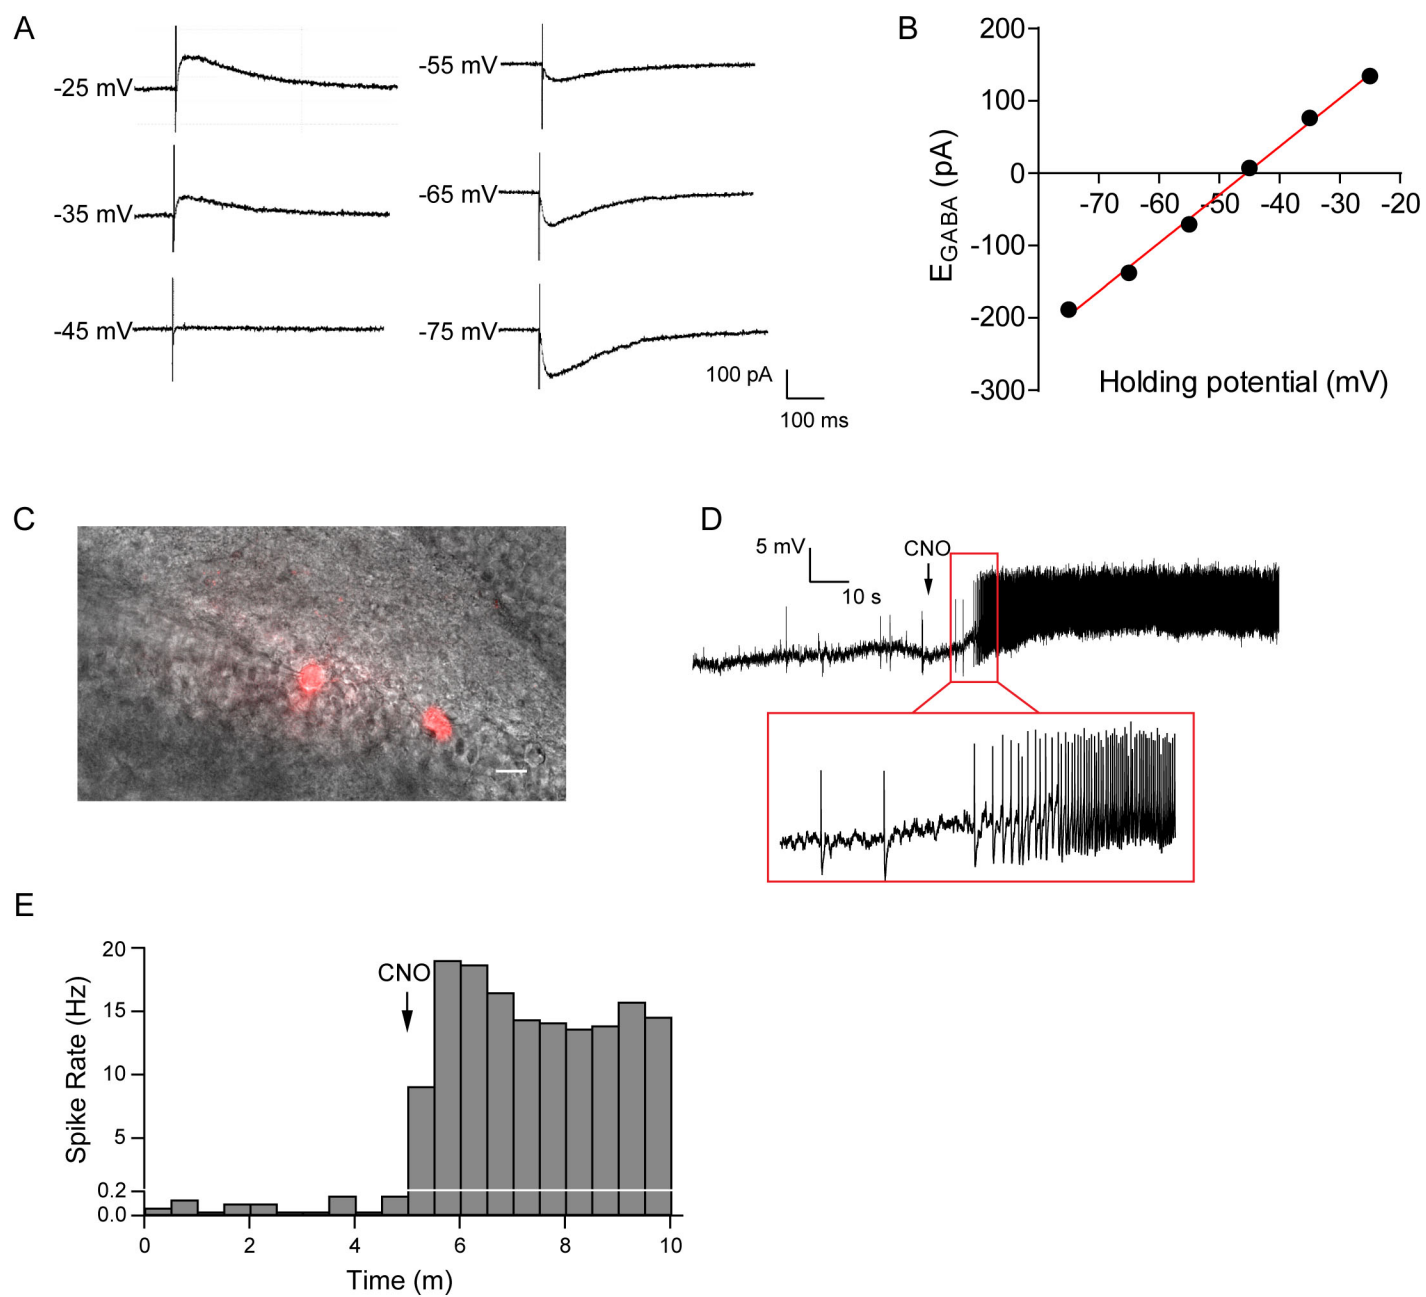 A
-25 mV
-35 mV
-45 mV
-55 mV
-65 mV
-75 mV
100 pA
100 ms
B
200
100
0
-100
-200
-300
EGABA (pA)
-70 -60 -50 -40 -30 -20
Holding potential (mV)
C
D
5 mV
10 s
CNO
E
20
15
10
5
0.2
0.0
Spike Rate (Hz)
CNO
0 2 4 6 8 10
Time (m)